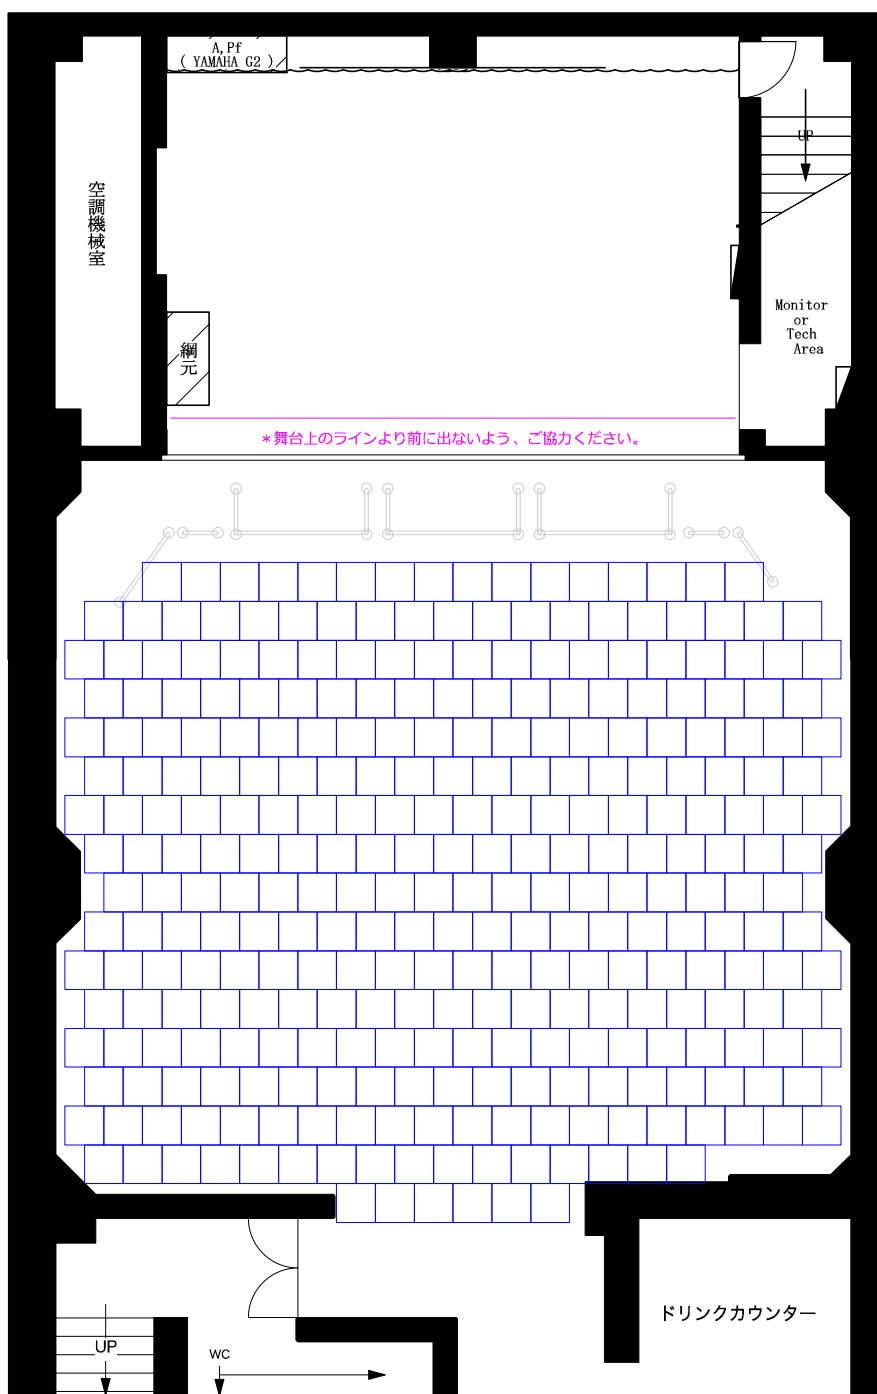 A,Pf
( YAMAHA G2 )
UP
空調機械室
Monitor
or
Tech
Area
綱元
*舞台上のラインより前に出ないよう、ご協力ください。
ドリンクカウンター
UP
WC